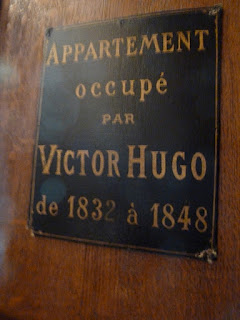 APPARTEMENT
occupé
PAR
VICTOR HUGO
de 1832 à 1848